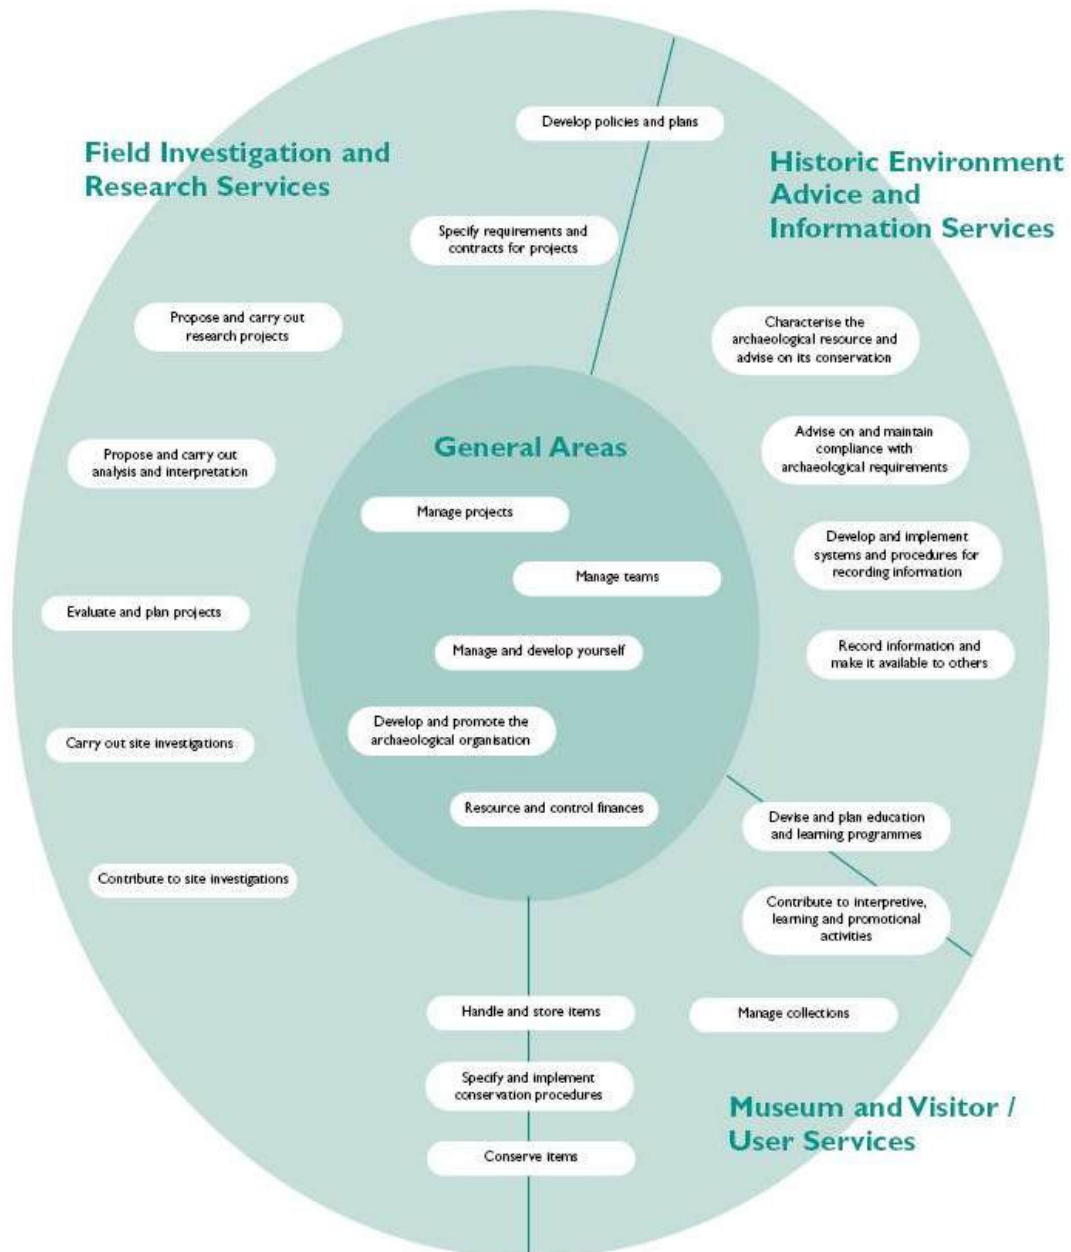 Develop policies and plans
Field Investigation and
Research Services
Historic Environment
Advice and
Information Services
Specify requirements and
contracts for projects
Propose and carry out
research projects
Characterise the
archaeological resource and
advise on its conservation
General Areas
Propose and carry out
analysis and interpretation
Advise on and maintain
compliance with
archaeological requirements
Manage projects
Develop and implement
systems and procedures for
recording information
Manage teams
Evaluate and plan projects
Manage and develop yourself
Record information and
make it available to others
Develop and promote the
archaeological organisation
Carry out site investigations
Resource and control finances
Devise and plan education
and learning programmes
Contribute to site investigations
Contribute to interpretive,
learning and promotional
activities
Handle and store items
Manage collections
Specify and implement
conservation procedures
Museum and Visitor /
User Services
Conserve items